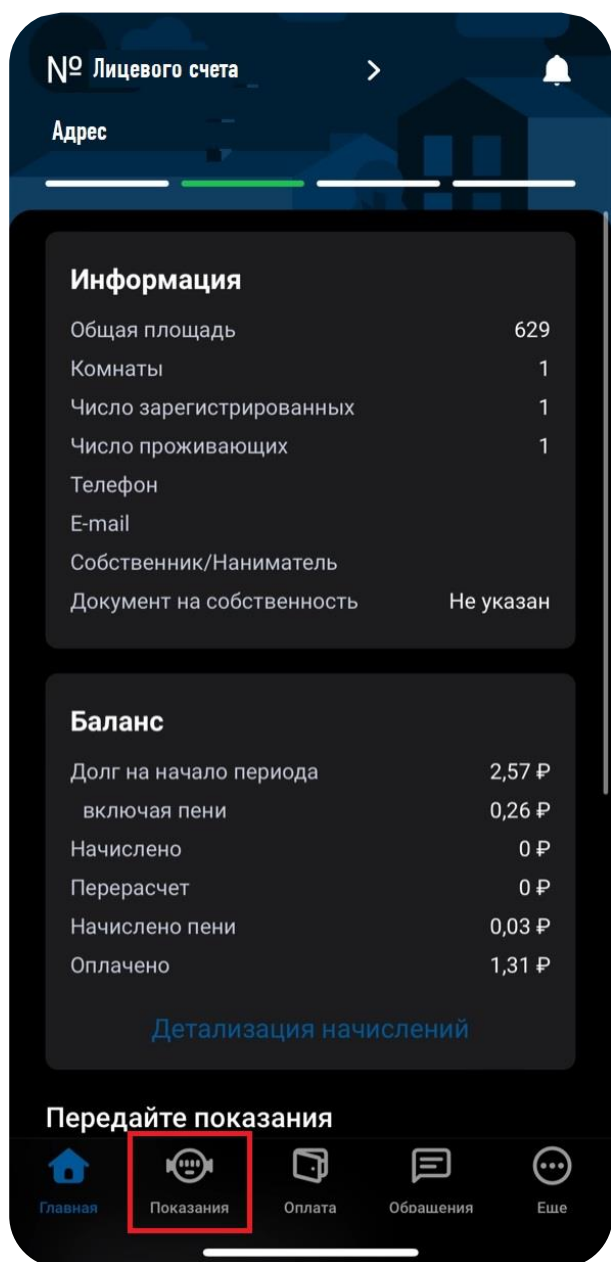 № Лицевого счета
Адрес
Информация
Общая площадь 629
Комнаты 1
Число зарегистрированных 1
Число проживающих 1
Телефон
E-mail
Собственник/Наниматель
Документ на собственность Не указан
Баланс
Долг на начало периода 2,57 ₽
включая пени 0,26 ₽
Начислено 0 ₽
Перерасчет 0 ₽
Начислено пени 0,03 ₽
Оплачено 1,31 ₽
Детализация начислений
Передайте показания
Главная Показания Оплата Обращения Еще